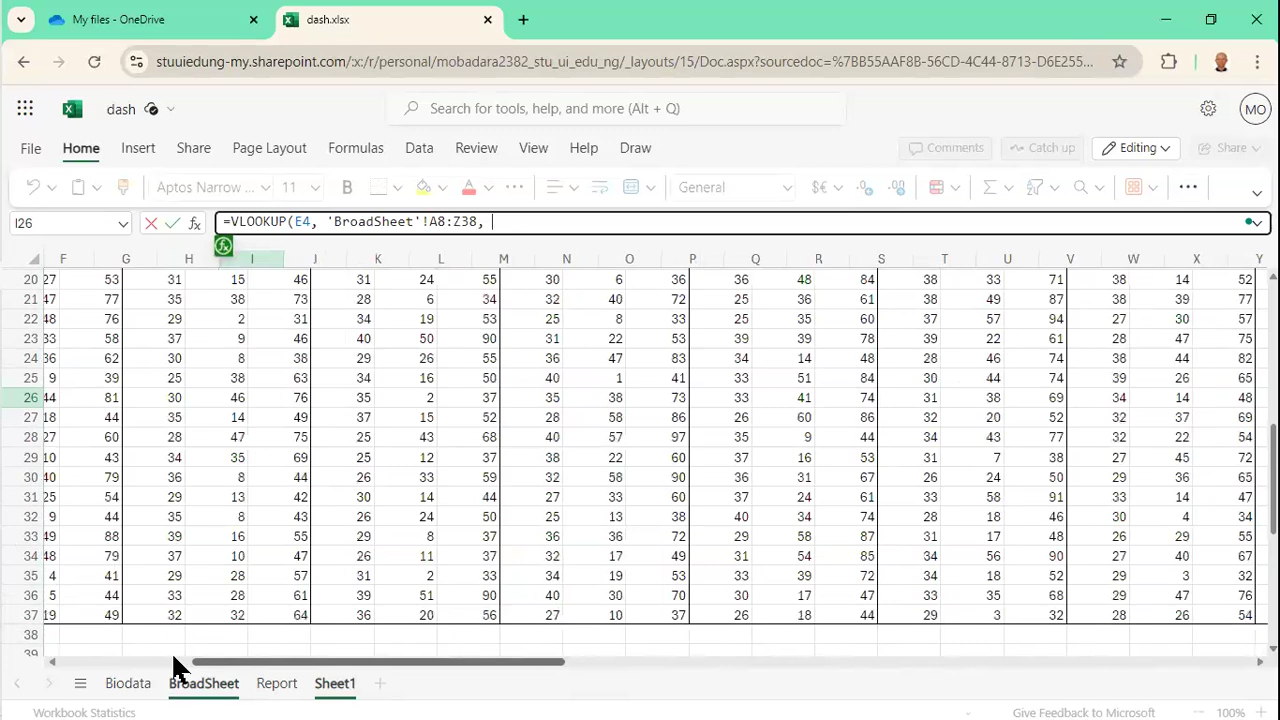 My files - OneDrive
dash.xlsx
stuuiedung-my.sharepoint.com/:x:/r/personal/mobidara2382_stu_ui_edu_ng/_layouts/15/Doc.aspx?sourcedoc=%7BB55AAF8B-56CD-4C44-8713-D6E255...
dash
Search for tools, help, and more (Alt + Q)
MO
File Home Insert Share Page Layout Formulas Data Review View Help Draw Comments Catch up Editing Share
Aptos Narrow ... 11 B A General $€
I26 fx =VLOOKUP(E4, 'BroadSheet'!A8:Z38,
F G H I J K L M N O P Q R S T U V W X Y
20 27 53 31 15 46 31 24 55 30 6 36 36 48 84 38 33 71 38 14 52
21 47 77 35 38 73 28 6 34 32 40 72 25 36 61 38 49 87 38 39 77
22 48 76 29 2 31 34 19 53 25 8 33 25 35 60 37 57 94 27 30 57
23 33 58 37 9 46 40 50 90 31 22 53 39 39 78 39 22 61 28 47 75
24 36 62 30 8 38 29 26 55 36 47 83 34 14 48 28 46 74 38 44 82
25 9 39 25 38 63 34 16 50 40 1 41 33 51 84 30 44 74 39 26 65
26 44 81 30 46 76 35 2 37 35 38 73 33 41 74 31 38 69 34 14 48
27 18 44 35 14 49 37 15 52 28 58 86 26 60 86 32 20 52 32 37 69
28 27 60 28 47 75 25 43 68 40 57 97 35 9 44 34 43 77 32 22 54
29 10 43 34 35 69 25 12 37 38 22 60 37 16 53 31 7 38 27 45 72
30 40 79 36 8 44 26 33 59 32 58 90 36 31 67 26 24 50 29 36 65
31 25 54 29 13 42 30 14 44 27 33 60 37 24 61 33 58 91 33 14 47
32 9 44 35 8 43 26 24 50 25 13 38 40 34 74 28 18 46 30 4 34
33 49 88 39 16 55 29 8 37 36 36 72 29 58 87 31 17 48 26 29 55
34 48 79 37 10 47 26 11 37 32 17 49 31 54 85 34 56 90 27 40 67
35 4 41 29 28 57 31 2 33 34 19 53 33 39 72 34 18 52 29 3 32
36 5 44 33 28 61 39 51 90 40 30 70 30 17 47 33 35 68 29 47 76
37 19 49 32 32 64 36 20 56 27 10 37 26 18 44 29 3 32 28 26 54
38
39
Biodata BroadSheet Report Sheet1
Workbook Statistics Give Feedback to Microsoft 100%